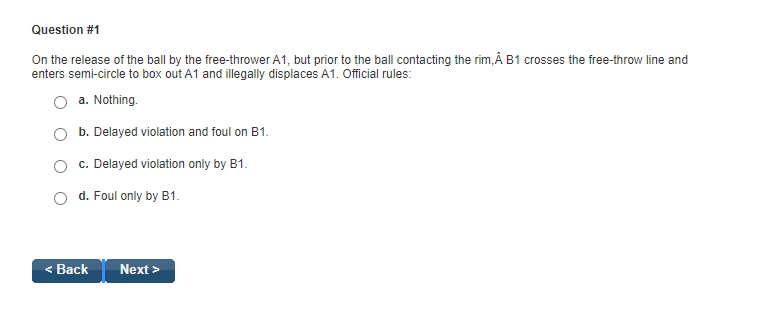 Question #1
On the release of the ball by the free-thrower A1, but prior to the ball contacting the rim,Â B1 crosses the free-throw line and
enters semi-circle to box out A1 and illegally displaces A1. Official rules:
a. Nothing.
b. Delayed violation and foul on B1.
c. Delayed violation only by B1.
d. Foul only by B1.
< Back Next >